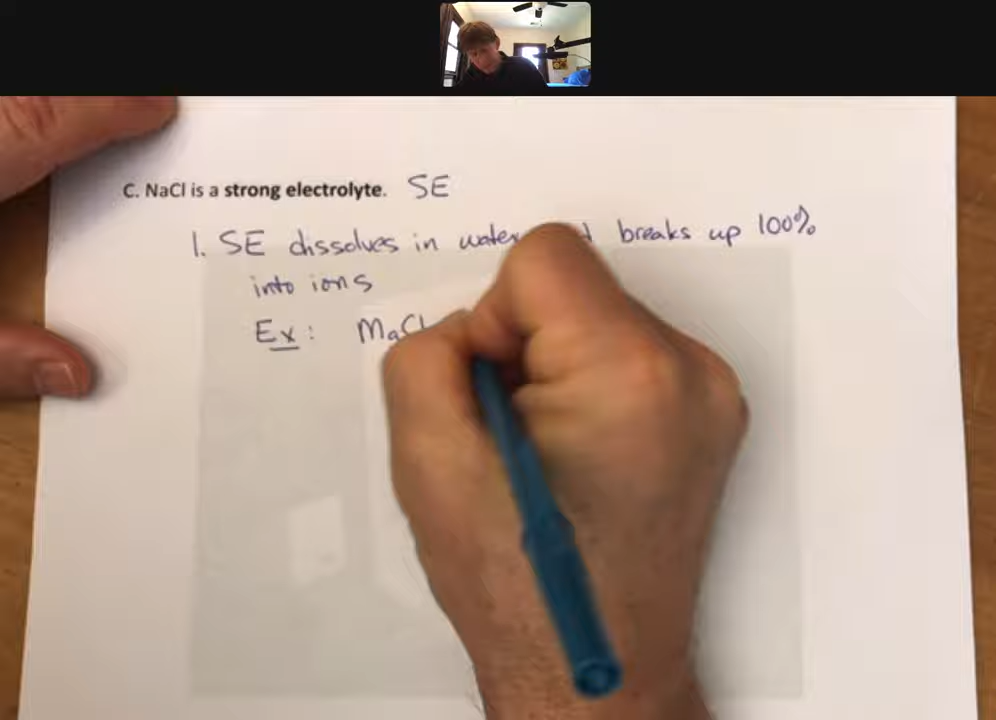 C. NaCl is a strong electrolyte. SE
1. SE dissolves in water breaks up 100%
into ions
Ex: